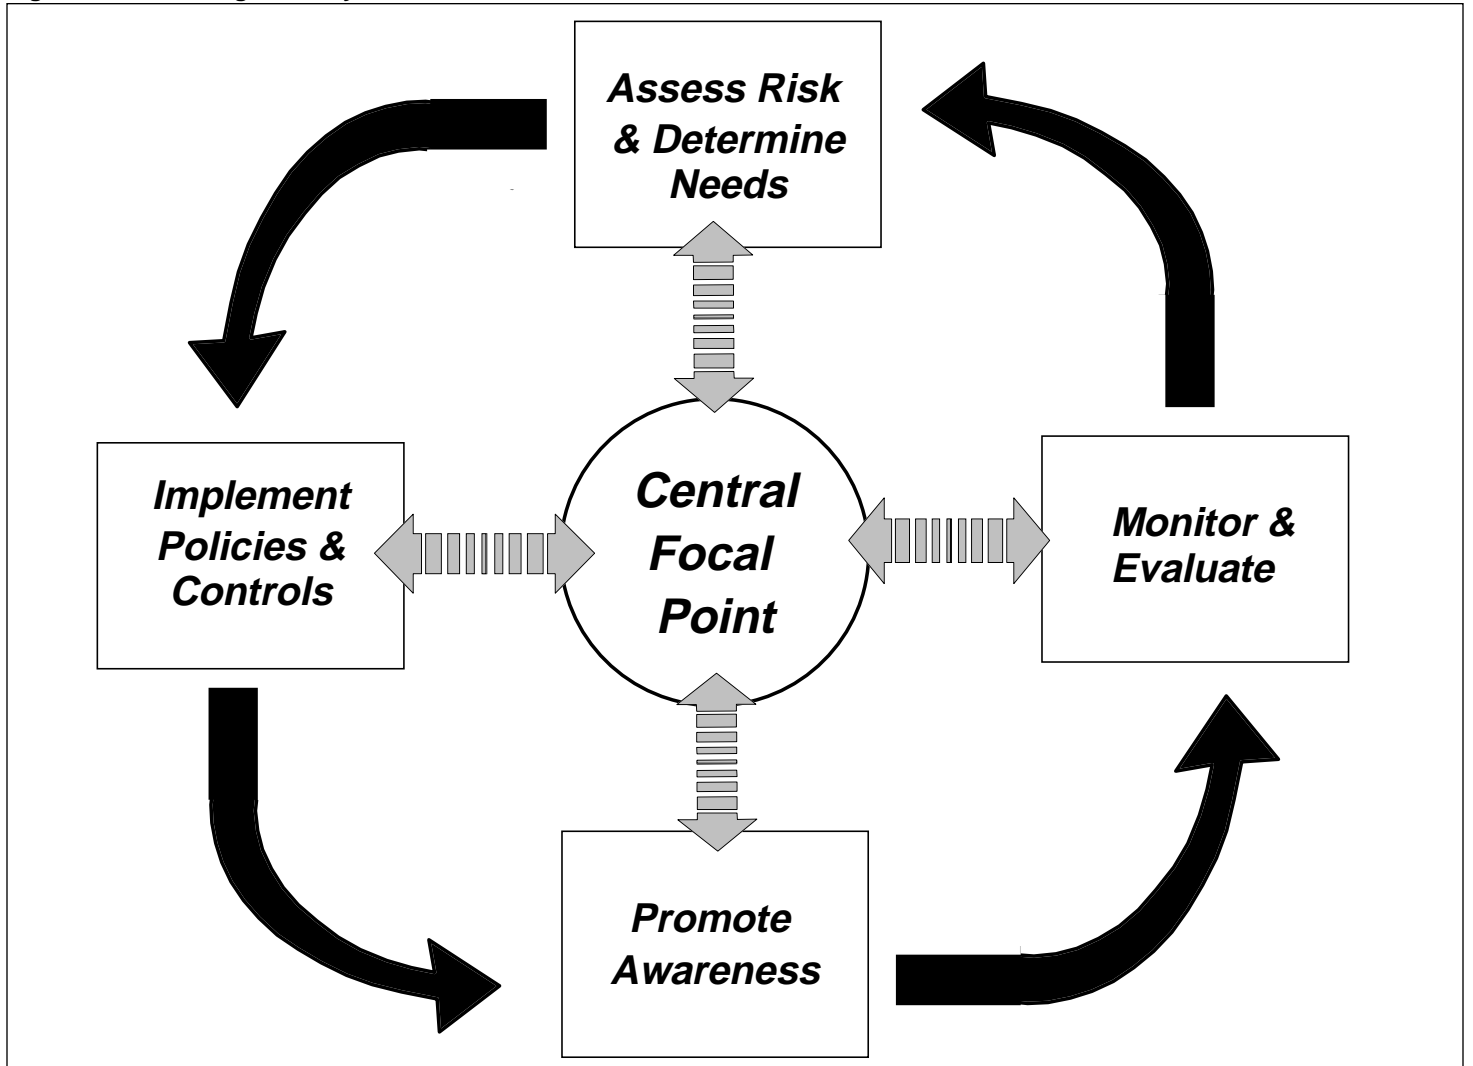 Assess Risk
& Determine
Needs
Implement
Policies &
Controls
Central
Focal
Point
Monitor &
Evaluate
Promote
Awareness